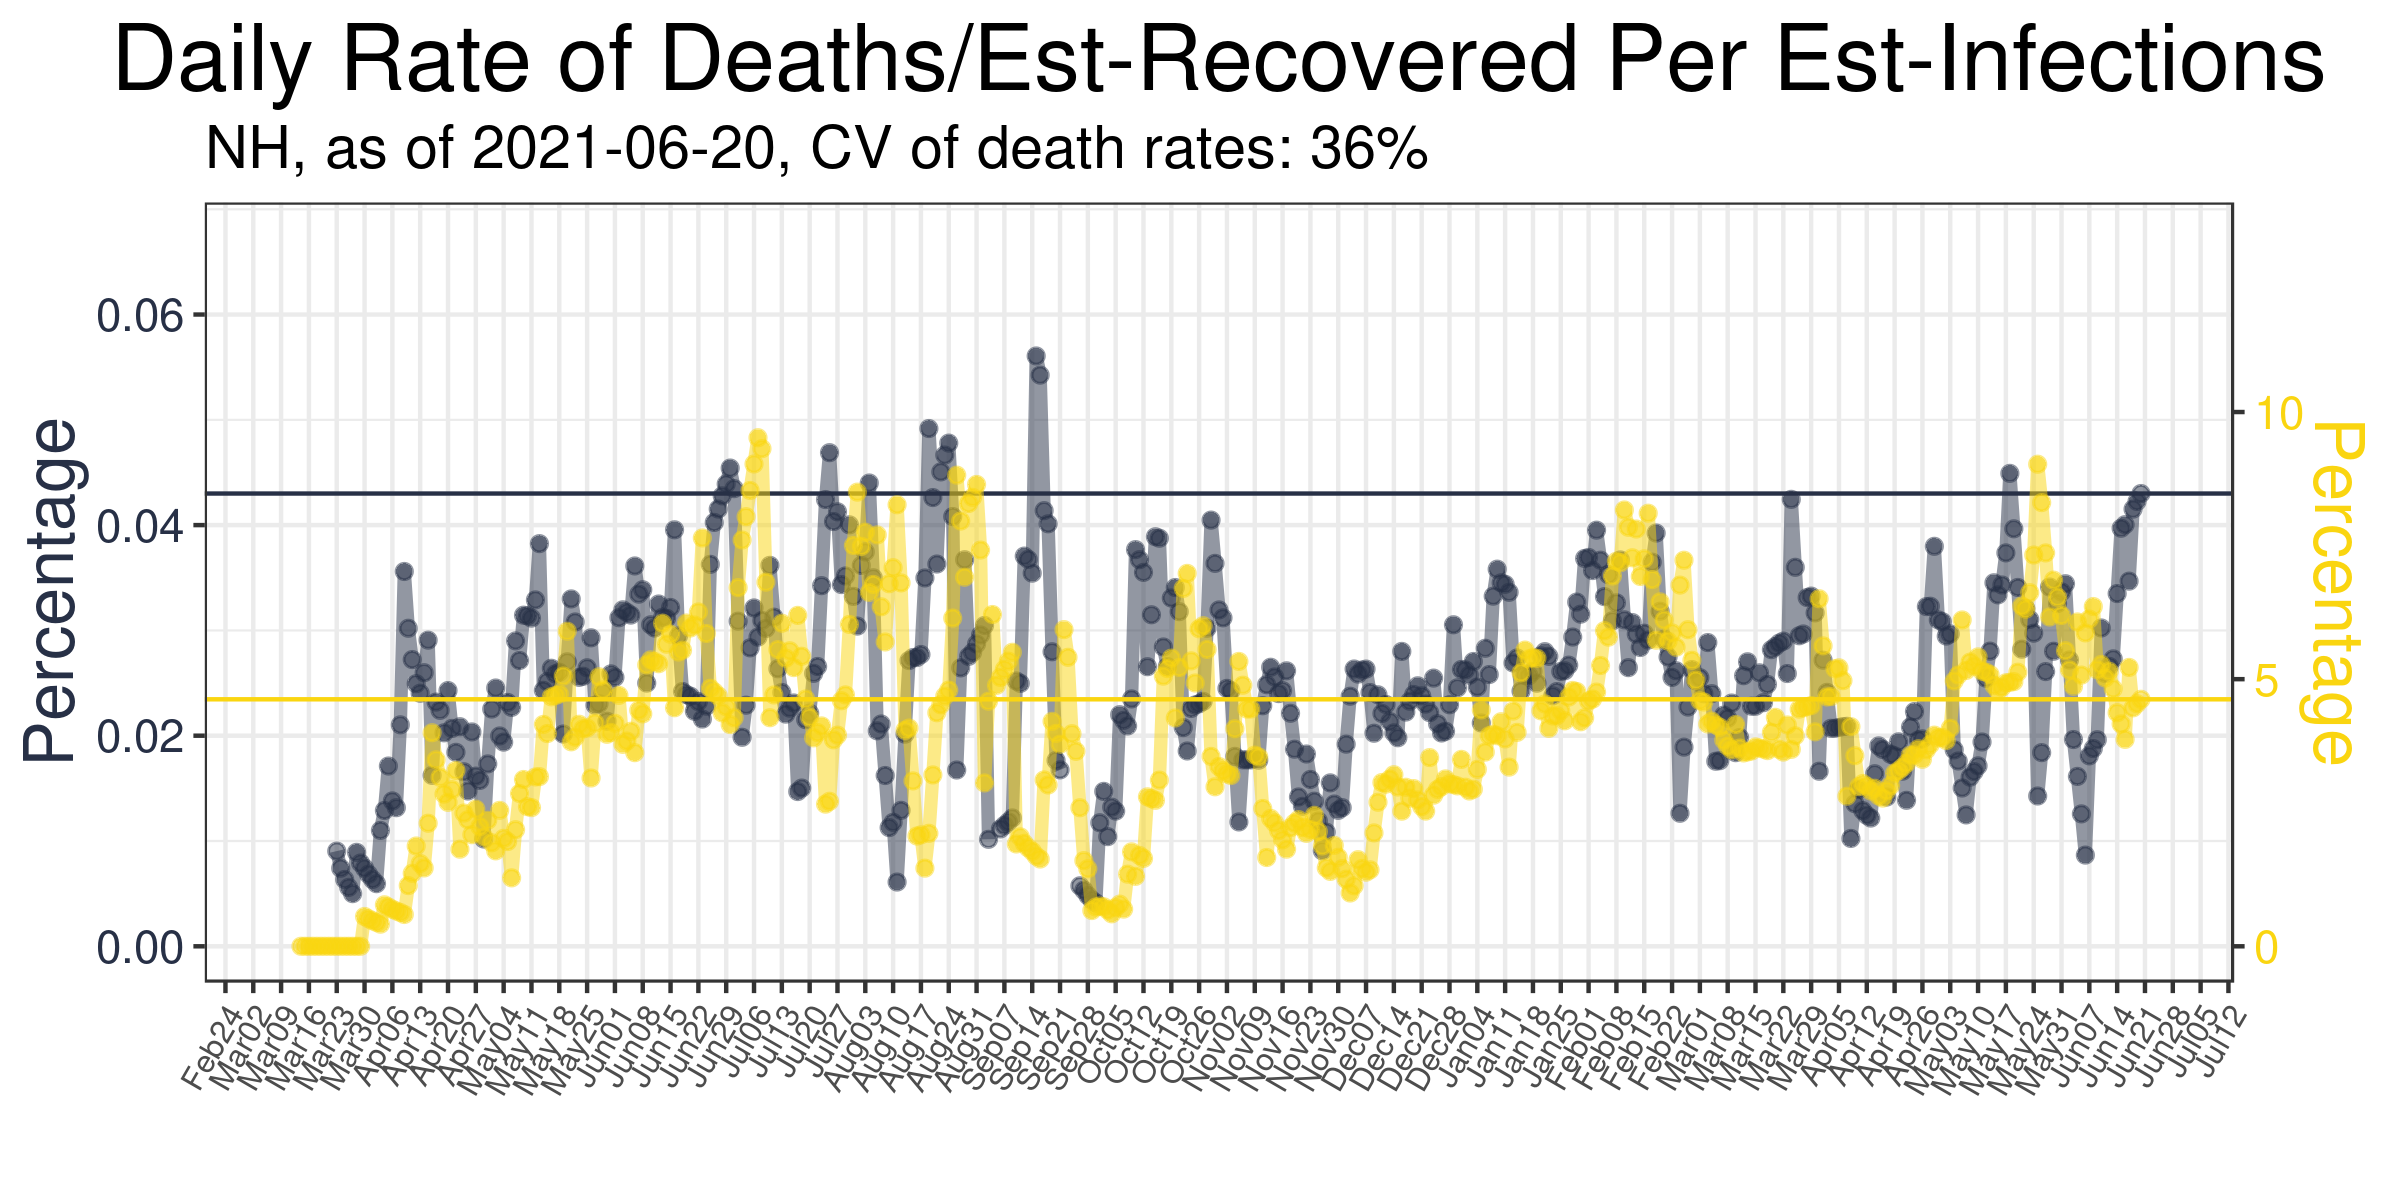 Daily Rate of Deaths/Est-Recovered Per Est-Infections
NH, as of 2021-06-20, CV of death rates: 36%
Percentage
0.06
0.04
0.02
0.00
10
5
0
Percentage
Feb24
Mar02
Mar09
Mar16
Mar23
Mar30
Apr06
Apr13
Apr20
Apr27
May04
May11
May18
May25
Jun01
Jun08
Jun15
Jun22
Jun29
Jul06
Jul13
Jul20
Jul27
Aug03
Aug10
Aug17
Aug24
Aug31
Sep07
Sep14
Sep21
Sep28
Oct05
Oct12
Oct19
Oct26
Nov02
Nov09
Nov16
Nov23
Nov30
Dec07
Dec14
Dec21
Dec28
Jan04
Jan11
Jan18
Jan25
Feb01
Feb08
Feb15
Feb22
Mar01
Mar08
Mar15
Mar22
Mar29
Apr05
Apr12
Apr19
Apr26
May03
May10
May17
May24
May31
Jun07
Jun14
Jun21
Jun28
Jul05
Jul12